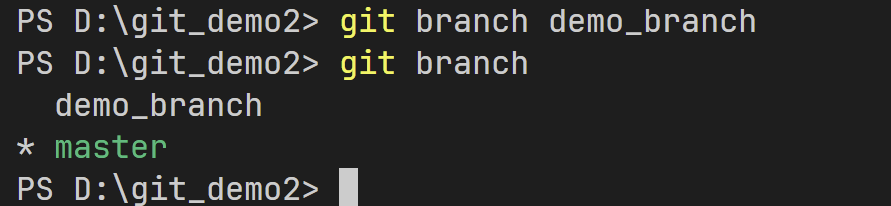 PS D:\git_demo2> git branch demo_branch
PS D:\git_demo2> git branch
  demo_branch
* master
PS D:\git_demo2>